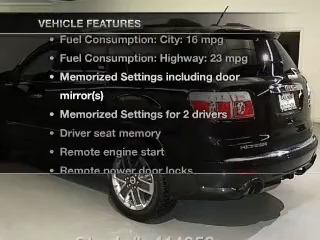 VEHICLE FEATURES
• Fuel Consumption: City: 16 mpg
• Fuel Consumption: Highway: 23 mpg
• Memorized Settings including door
mirror(s)
• Memorized Settings for 2 drivers
• Driver seat memory
• Remote engine start
• Remote power door locks